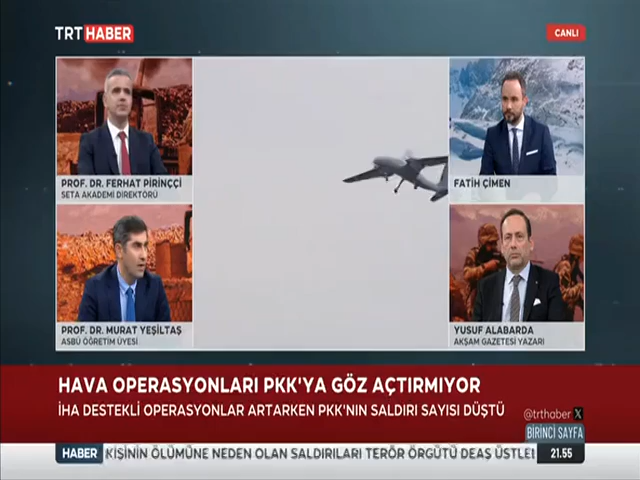 TRT HABER
CANLI
PROF. DR. FERHAT PİRİNÇÇİ
SETA AKADEMİ DİREKTÖRÜ
FATİH ÇİMEN
PROF. DR. MURAT YEŞİLTAŞ
ASBÜ ÖĞRETİM ÜYESİ
YUSUF ALABARDA
AKŞAM GAZETESİ YAZARI
HAVA OPERASYONLARI PKK'YA GÖZ AÇTIRMIYOR
İHA DESTEKLİ OPERASYONLAR ARTARKEN PKK'NIN SALDIRI SAYISI DÜŞTÜ
@trthaber X
BİRİNCİ SAYFA
HABER KİŞİNİN ÖLÜMÜNE NEDEN OLAN SALDIRILARI TERÖR ÖRGÜTÜ DEAŞ ÜSTLE 21.55